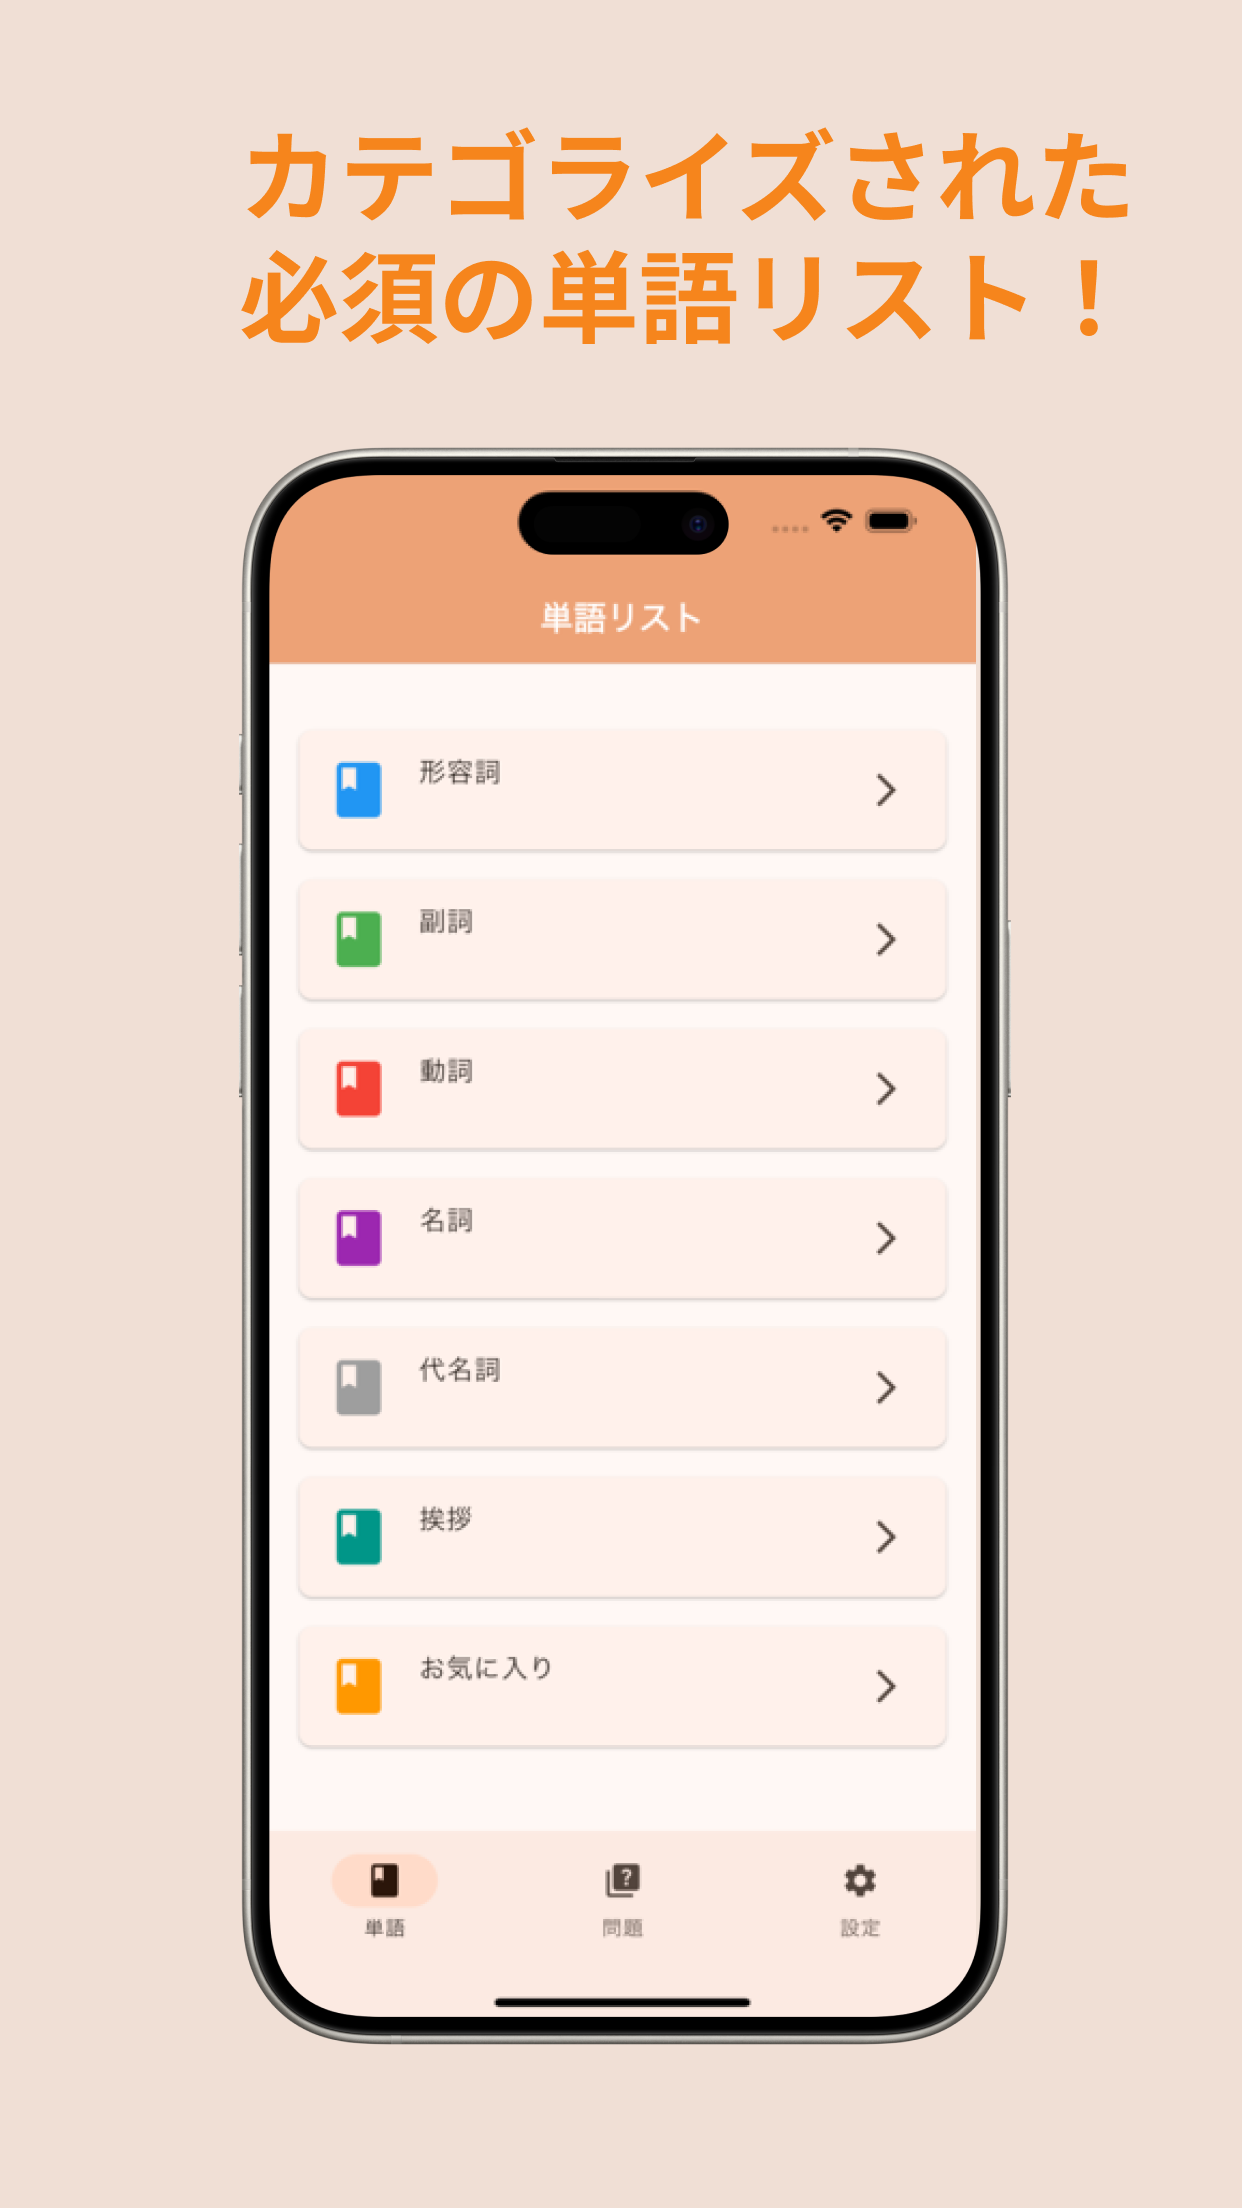 カテゴライズされた
必須の単語リスト！
単語リスト
形容詞
副詞
動詞
名詞
代名詞
挨拶
お気に入り
単語
問題
設定